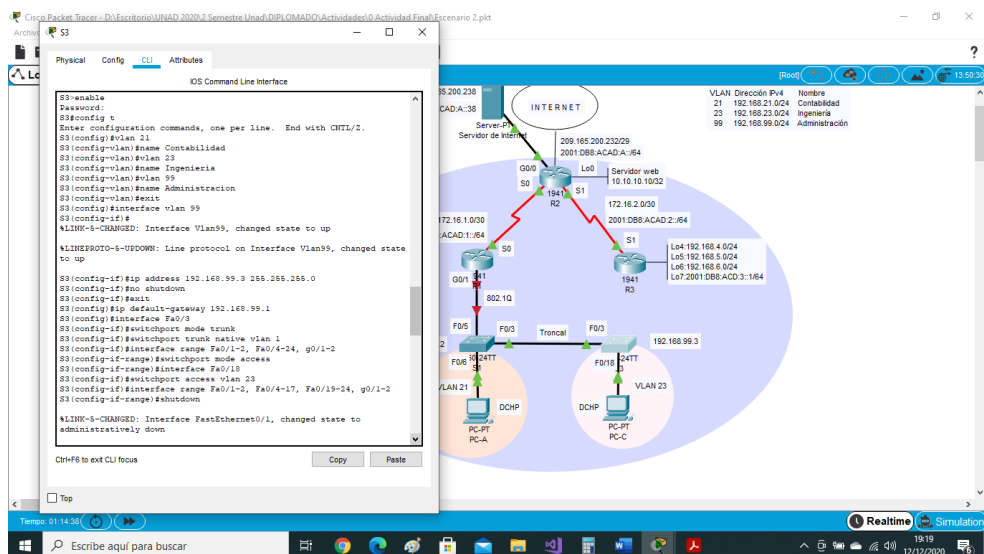 Cisco Packet Tracer - D:\Escritorio\UNAD 2020\2 Semestre Unad\DIPLOMADO\Actividades\0 Actividad Final\Escenario 2.pkt
S3
Physical Config CLI Attributes
IOS Command Line Interface
S3>enable
Password:
S3#config t
Enter configuration commands, one per line. End with CNTL/Z.
S3(config)#vlan 21
S3(config-vlan)#name Contabilidad
S3(config-vlan)#vlan 23
S3(config-vlan)#name Ingenieria
S3(config-vlan)#vlan 99
S3(config-vlan)#name Administracion
S3(config-vlan)#exit
S3(config)#interface vlan 99
S3(config-if)#
%LINK-5-CHANGED: Interface Vlan99, changed state to up
%LINEPROTO-5-UPDOWN: Line protocol on Interface Vlan99, changed state
to up
S3(config-if)#ip address 192.168.99.3 255.255.255.0
S3(config-if)#no shutdown
S3(config-if)#exit
S3(config)#ip default-gateway 192.168.99.1
S3(config)#interface Fa0/3
S3(config-if)#switchport mode trunk
S3(config-if)#switchport trunk native vlan 1
S3(config-if)#interface range Fa0/1-2, Fa0/4-24, g0/1-2
S3(config-if-range)#switchport mode access
S3(config-if-range)#interface Fa0/18
S3(config-if)#switchport access vlan 23
S3(config-if)#interface range Fa0/1-2, Fa0/4-17, Fa0/19-24, g0/1-2
S3(config-if-range)#shutdown
%LINK-5-CHANGED: Interface FastEthernet0/1, changed state to
administratively down
Ctrl+F6 to exit CLI focus
Copy
Paste
Top
?
[Root]
13:50:30
VLAN Dirección IPv4 Nombre
21 192.168.21.0/24 Contabilidad
23 192.168.23.0/24 Ingeniería
99 192.168.99.0/24 Administración
Server-PT
Servidor de Internet
INTERNET
209.165.200.232/29
2001:DB8:ACAD:A::/64
G0/0
Lo0
Servidor web
10.10.10.10/32
S0
1941
R2
S1
172.16.1.0/30
172.16.2.0/30
2001:DB8:ACAD:2::/64
S0
S1
Lo4:192.168.4.0/24
Lo5:192.168.5.0/24
Lo6:192.168.6.0/24
Lo7:2001:DB8:ACD:3::1/64
1941
R3
G0/1
802.1Q
F0/5
F0/3
Troncal
F0/3
192.168.99.3
F0/6
S1
F0/18
VLAN 21
VLAN 23
DCHP
DCHP
PC-PT
PC-A
PC-PT
PC-C
Tiempo: 01:14:38
Realtime
Simulation
Escribe aquí para buscar
19:19
12/12/2020